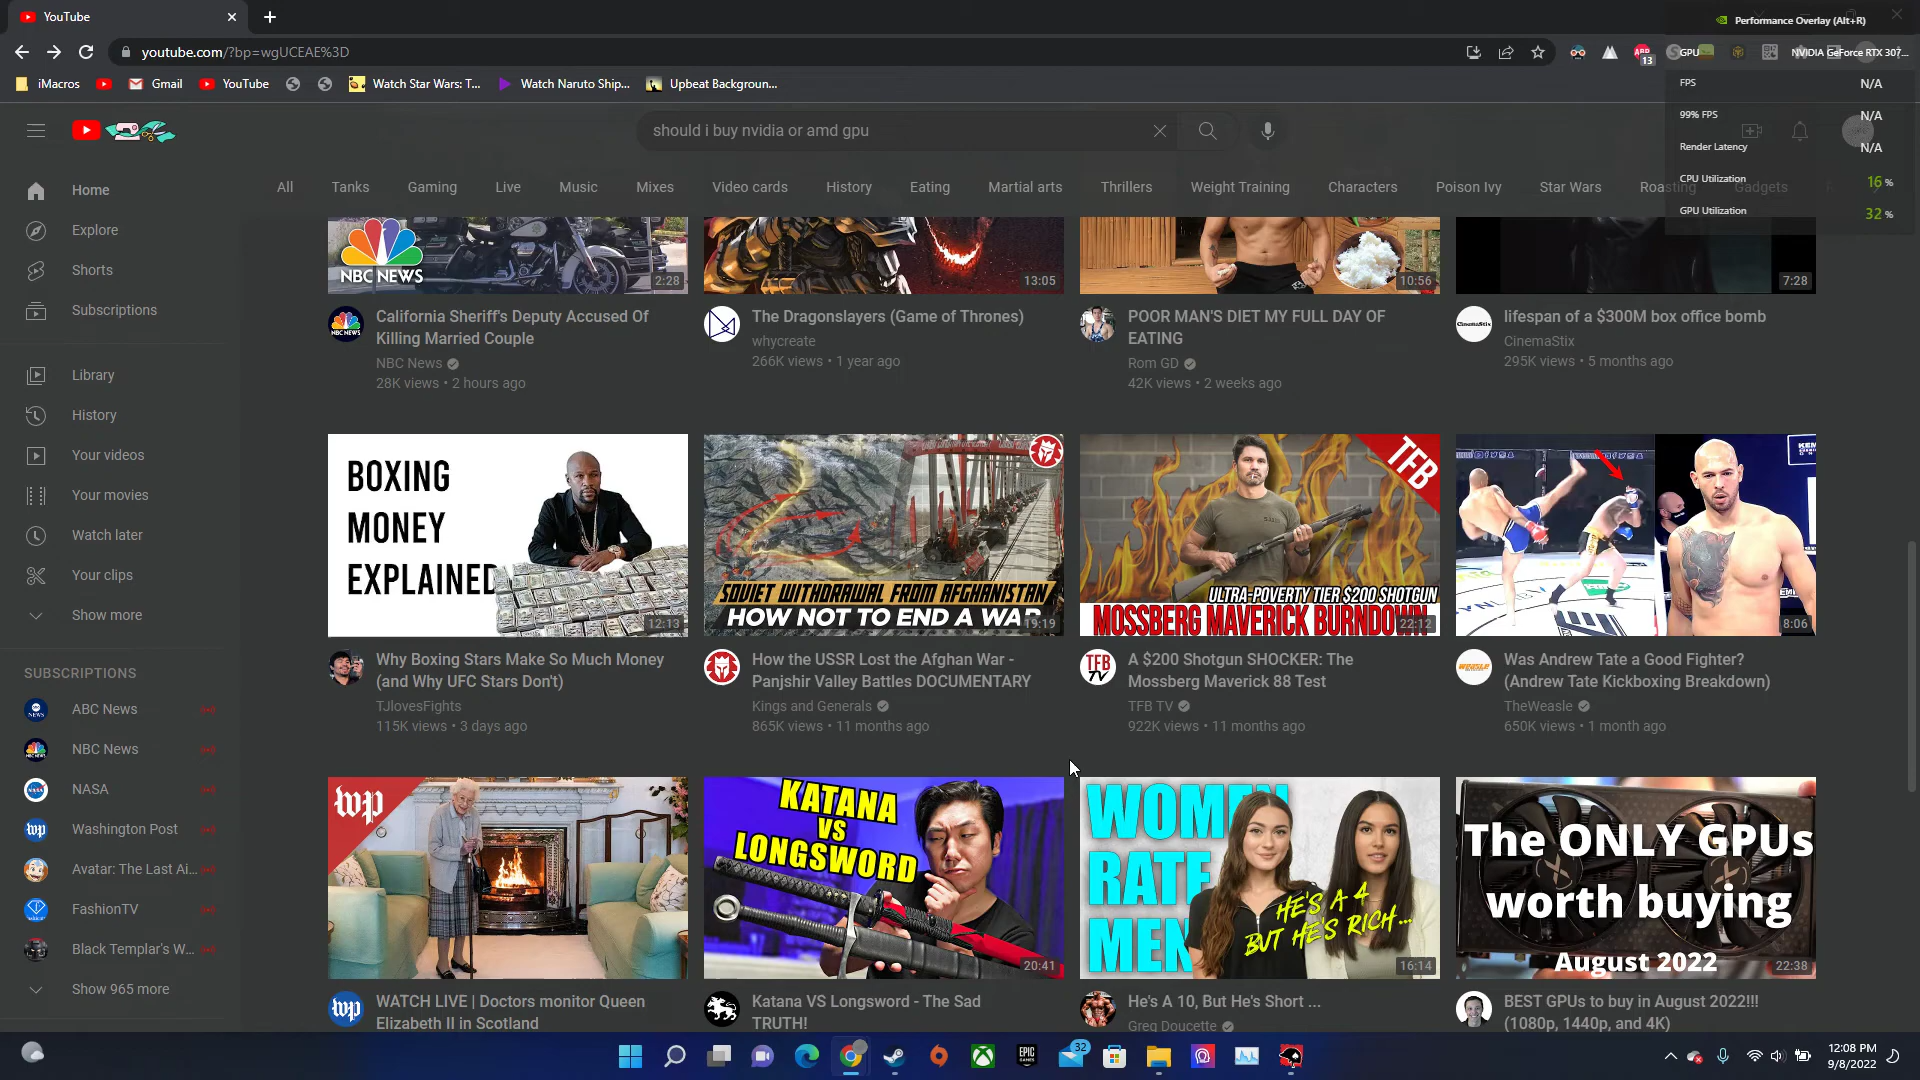 YouTube
Performance Overlay (Alt+R)
youtube.com/?bp=wgUCEAE%3D
13
GPU
NVIDIA GeForce RTX 307...
iMacros
Gmail
YouTube
Watch Star Wars: T...
Watch Naruto Ship...
Upbeat Backgroun...
FPS
N/A
99% FPS
N/A
Render Latency
N/A
CPU Utilization
16 %
GPU Utilization
32 %
should i buy nvidia or amd gpu
All
Tanks
Gaming
Live
Music
Mixes
Video cards
History
Eating
Martial arts
Thrillers
Weight Training
Characters
Poison Ivy
Star Wars
Roasting
Gadgets
Home
Explore
Shorts
Subscriptions
Library
History
Your videos
Your movies
Watch later
Your clips
Show more
SUBSCRIPTIONS
ABC News
NBC News
NASA
Washington Post
Avatar: The Last Ai...
FashionTV
Black Templar's W...
Show 965 more
NBC NEWS
2:28
California Sheriff's Deputy Accused Of
Killing Married Couple
NBC News
28K views • 2 hours ago
13:05
The Dragonslayers (Game of Thrones)
whycreate
266K views • 1 year ago
10:56
POOR MAN'S DIET MY FULL DAY OF
EATING
Rom GD
42K views • 2 weeks ago
7:28
CinemaStix
lifespan of a $300M box office bomb
CinemaStix
295K views • 5 months ago
BOXING
MONEY
EXPLAINED
12:13
Why Boxing Stars Make So Much Money
(and Why UFC Stars Don't)
TJlovesFights
115K views • 3 days ago
SOVIET WITHDRAWAL FROM AFGHANISTAN
HOW NOT TO END A WAR
19:19
How the USSR Lost the Afghan War -
Panjshir Valley Battles DOCUMENTARY
Kings and Generals
865K views • 11 months ago
TFB
ULTRA-POVERTY TIER $200 SHOTGUN
MOSSBERG MAVERICK BURNDOWN
22:12
TFB
TV
A $200 Shotgun SHOCKER: The
Mossberg Maverick 88 Test
TFB TV
922K views • 11 months ago
8:06
Was Andrew Tate a Good Fighter?
(Andrew Tate Kickboxing Breakdown)
TheWeasle
650K views • 1 month ago
wp
wp
WATCH LIVE | Doctors monitor Queen
Elizabeth II in Scotland
KATANA
VS
LONGSWORD
20:41
Katana VS Longsword - The Sad
TRUTH!
WOMEN
RATE
MEN
HE'S A 4
BUT HE'S RICH...
16:14
He's A 10, But He's Short ...
Greg Doucette
The ONLY GPUs
worth buying
August 2022
22:38
BEST GPUs to buy in August 2022!!!
(1080p, 1440p, and 4K)
EPIC
GAMES
32
12:08 PM
9/8/2022